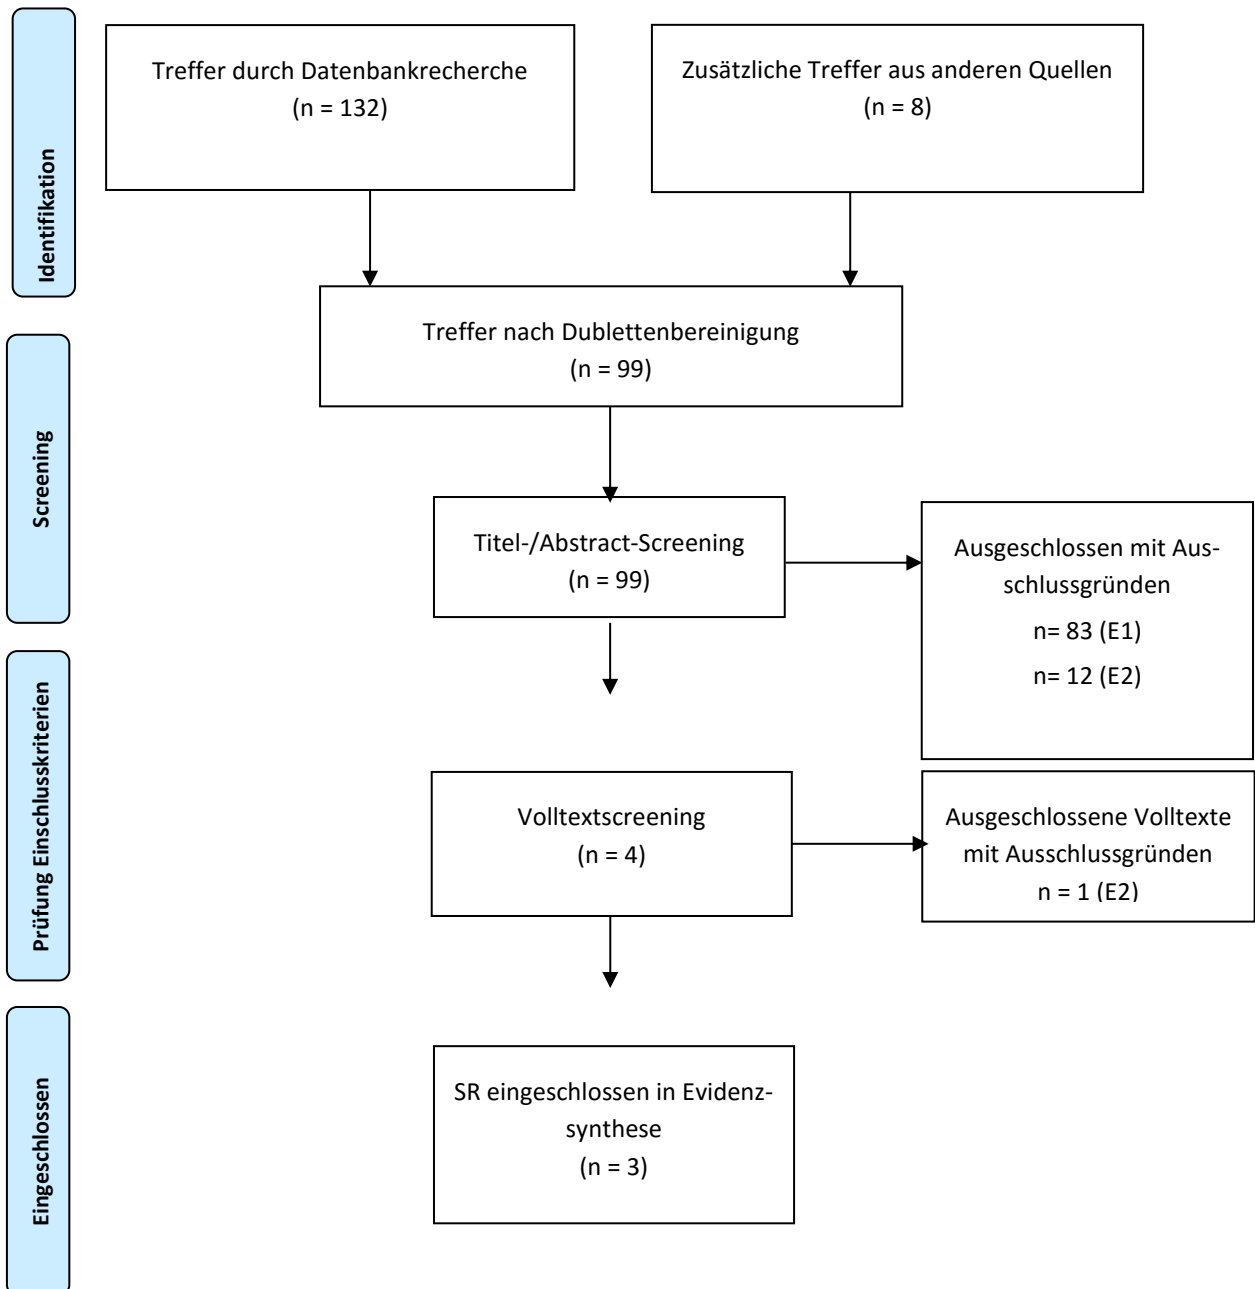 Identifikation
Treffer durch Datenbankrecherche
(n = 132)
Zusätzliche Treffer aus anderen Quellen
(n = 8)
Treffer nach Dublettenbereinigung
(n = 99)
Screening
Titel-/Abstract-Screening
(n = 99)
Ausgeschlossen mit Aus-
schlussgründen
n= 83 (E1)
n= 12 (E2)
Prüfung Einschlusskriterien
Volltextscreening
(n = 4)
Ausgeschlossene Volltexte
mit Ausschlussgründen
n = 1 (E2)
Eingeschlossen
SR eingeschlossen in Evidenz-
synthese
(n = 3)